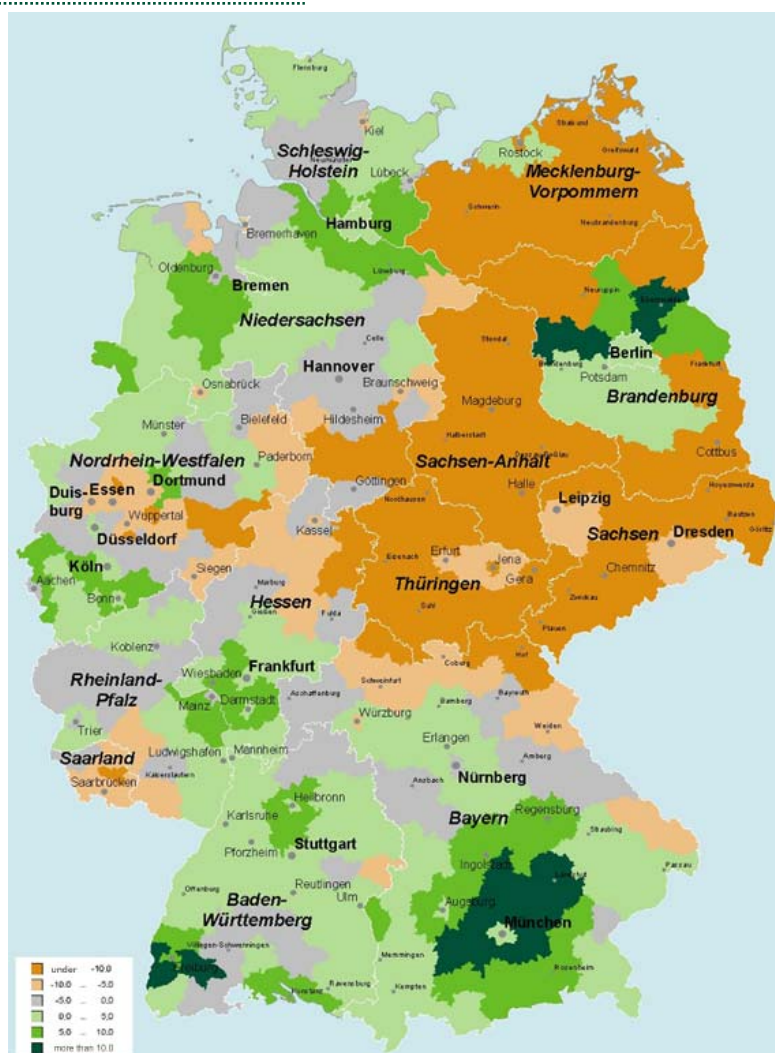 Flensburg
Kiel
Schleswig-
Holstein
Neumünster
Lübeck
Stralsund
Rostock
Greifswald
Mecklenburg-
Vorpommern
Schwerin
Neubrandenburg
Hamburg
Bremerhaven
Lüneburg
Oldenburg
Bremen
Niedersachsen
Neuruppin
Eberswalde
Celle
Stendal
Berlin
Brandenburg
Potsdam
Frankfurt
Brandenburg
Hannover
Braunschweig
Osnabrück
Hildesheim
Magdeburg
Münster
Bielefeld
Halberstadt
Cottbus
Nordrhein-Westfalen
Paderborn
Sachsen-Anhalt
Göttingen
Nordhausen
Halle
Hoyerswerda
Duis-
burg
Essen
Dortmund
Wuppertal
Düsseldorf
Kassel
Leipzig
Sachsen
Dresden
Bautzen
Görlitz
Köln
Aachen
Bonn
Siegen
Marburg
Hessen
Gießen
Fulda
Eisenach
Erfurt
Jena
Gera
Thüringen
Suhl
Chemnitz
Zwickau
Plauen
Koblenz
Rheinland-
Pfalz
Wiesbaden
Frankfurt
Mainz
Darmstadt
Aschaffenburg
Schweinfurt
Coburg
Hof
Bamberg
Bayreuth
Trier
Würzburg
Weiden
Erlangen
Saarland
Ludwigshafen
Mannheim
Kaiserslautern
Saarbrücken
Nürnberg
Amberg
Ansbach
Heilbronn
Karlsruhe
Bayern
Regensburg
Straubing
Pforzheim
Stuttgart
Ingolstadt
Passau
Landshut
Offenburg
Reutlingen
Baden-
Württemberg
Ulm
Augsburg
München
Villingen-Schwenningen
Freiburg
Memmingen
Rosenheim
Konstanz
Ravensburg
Kempten
under -10.0
-10.0 ... -5.0
-5.0 ... 0,0
0,0 ... 5,0
5,0 ... 10.0
more than 10.0